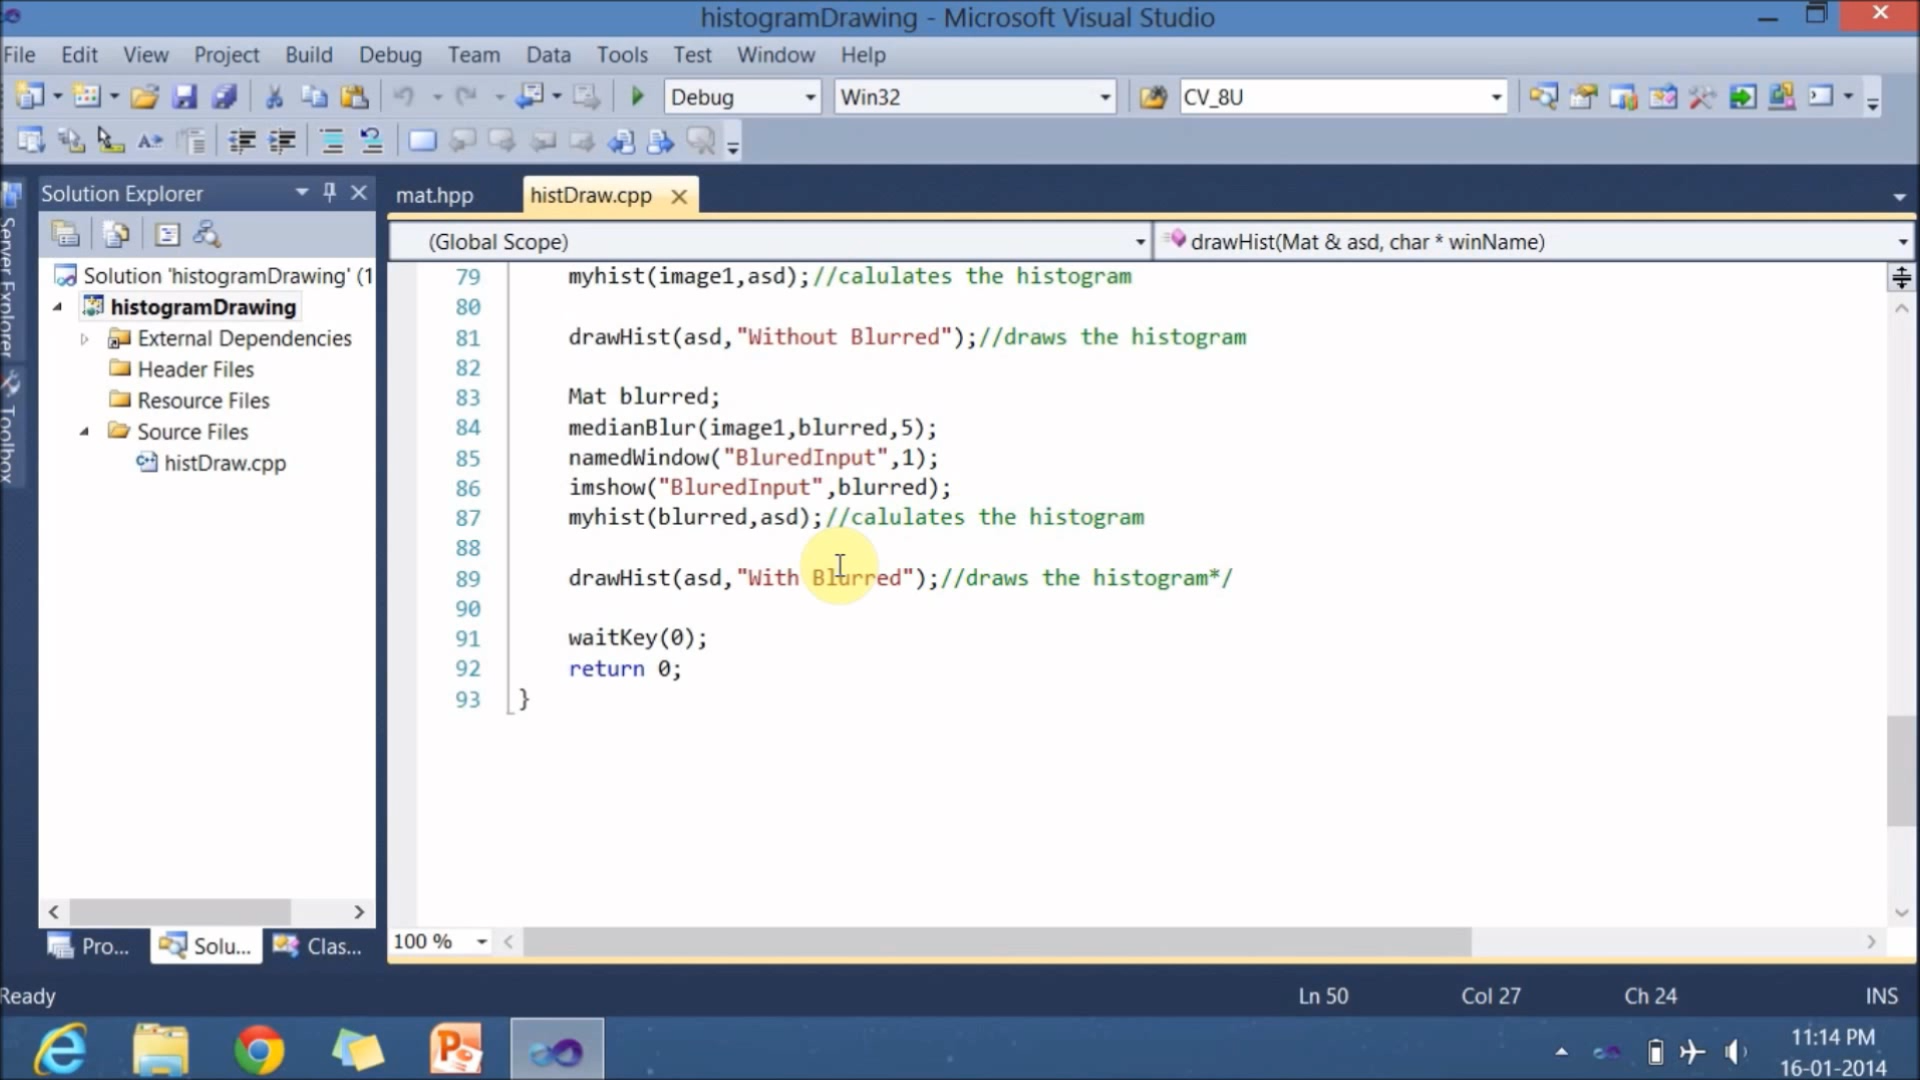 histogramDrawing - Microsoft Visual Studio
File Edit View Project Build Debug Team Data Tools Test Window Help
Debug Win32 CV_8U
Server Explorer
Toolbox
Solution Explorer
mat.hpp histDraw.cpp
(Global Scope) drawHist(Mat & asd, char * winName)
Solution 'histogramDrawing' (1
histogramDrawing
External Dependencies
Header Files
Resource Files
Source Files
histDraw.cpp
79 myhist(image1,asd);//calulates the histogram
80
81 drawHist(asd,"Without Blurred");//draws the histogram
82
83 Mat blurred;
84 medianBlur(image1,blurred,5);
85 namedWindow("BluredInput",1);
86 imshow("BluredInput",blurred);
87 myhist(blurred,asd);//calulates the histogram
88
89 drawHist(asd,"With Blurred");//draws the histogram*/
90
91 waitKey(0);
92 return 0;
93 }
Pro... Solu... Clas...
100 %
Ready Ln 50 Col 27 Ch 24 INS
11:14 PM
16-01-2014